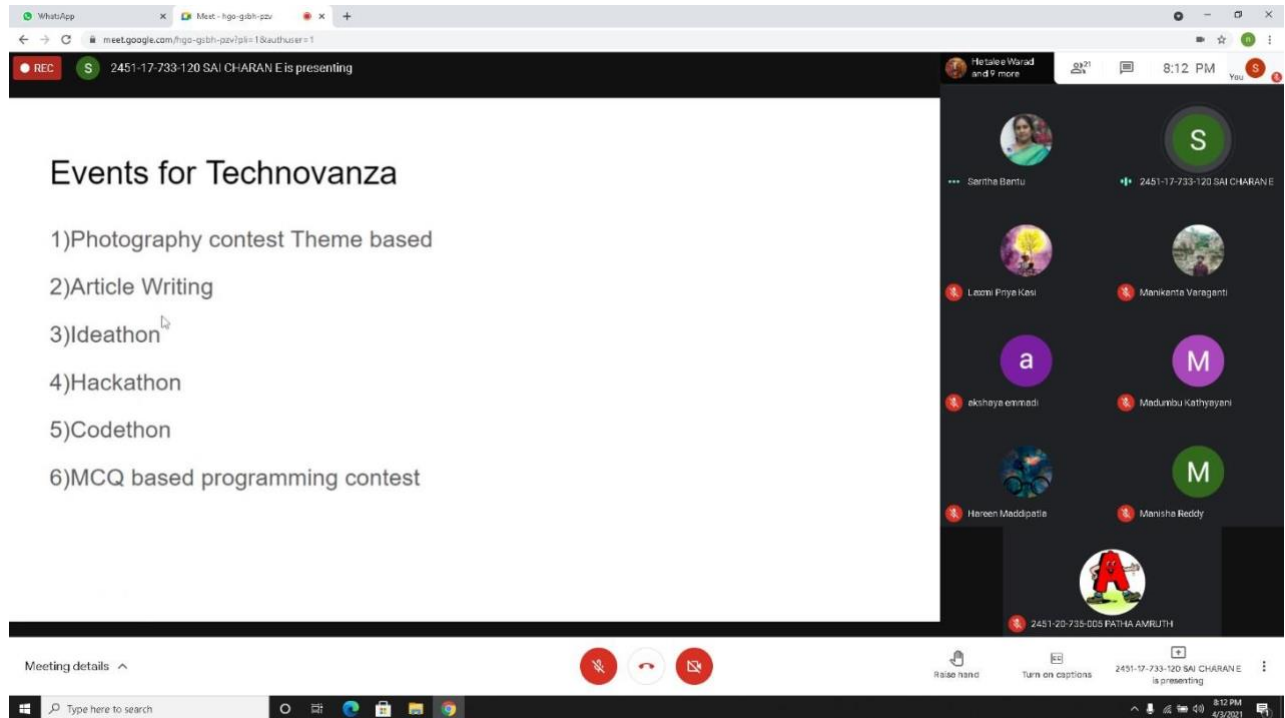 WhatsApp
Meet - hgo-gsbh-pzv
meet.google.com/hgo-gsbh-pzv?pli=1&authuser=1
n
REC
S
2451-17-733-120 SAI CHARAN E is presenting
Hetalee Warad
and 9 more
21
8:12 PM
You
S
Events for Technovanza
1)Photography contest Theme based
2)Article Writing
3)Ideathon
4)Hackathon
5)Codethon
6)MCQ based programming contest
S
Saritha Bantu
2451-17-733-120 SAI CHARAN E
Laxmi Priya Kasi
Manikanta Varaganti
a
M
akshaya emmadi
Madumbu Kathyayani
M
Hareen Maddipatla
Manisha Reddy
A
2451-20-735-005 PATHA AMRUTH
Meeting details
Raise hand
Turn on captions
2451-17-733-120 SAI CHARAN E
is presenting
Type here to search
8:12 PM
4/3/2021